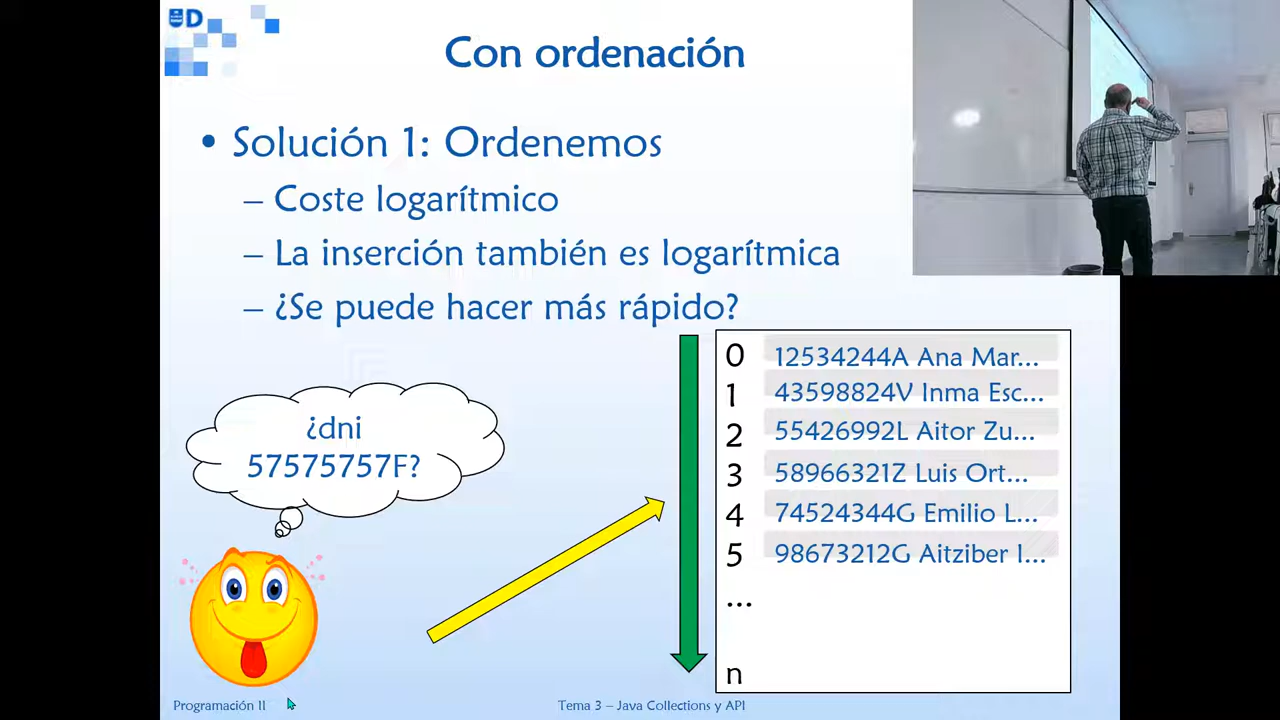 D
Con ordenación
• Solución 1: Ordenemos
– Coste logarítmico
– La inserción también es logarítmica
– ¿Se puede hacer más rápido?
¿dni
57575757F?
0 12534244A Ana Mar...
1 43598824V Inma Esc...
2 55426992L Aitor Zu...
3 58966321Z Luis Ort...
4 74524344G Emilio L...
5 98673212G Aitziber I...
...
n
Programación II
Tema 3 – Java Collections y API